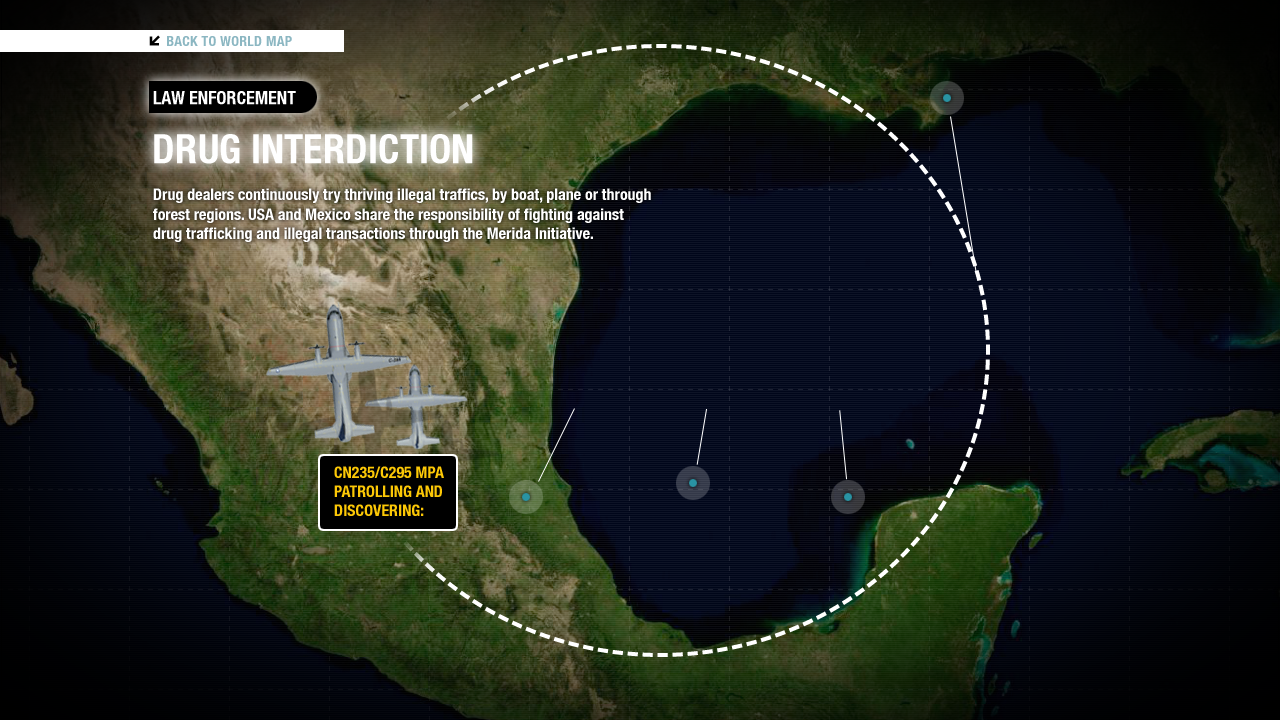 BACK TO WORLD MAP
LAW ENFORCEMENT
DRUG INTERDICTION
Drug dealers continuously try thriving illegal traffics, by boat, plane or through
forest regions. USA and Mexico share the responsibility of fighting against
drug trafficking and illegal transactions through the Merida Initiative.
CN235/C295 MPA
PATROLLING AND
DISCOVERING: